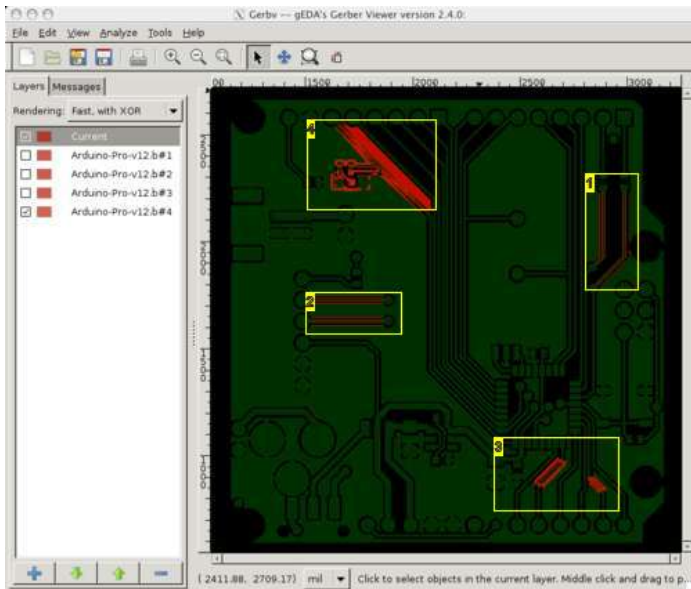 Gerbv -- gEDA's Gerber Viewer version 2.4.0:
File Edit View Analyze Tools Help
Layers Messages
Rendering: Fast, with XOR
Current
Arduino-Pro-v12.b#1
Arduino-Pro-v12.b#2
Arduino-Pro-v12.b#3
Arduino-Pro-v12.b#4
00 1500 2000 2500 3000
4
1
2
3
( 2411.88, 2709.17) mil Click to select objects in the current layer. Middle click and drag to p...